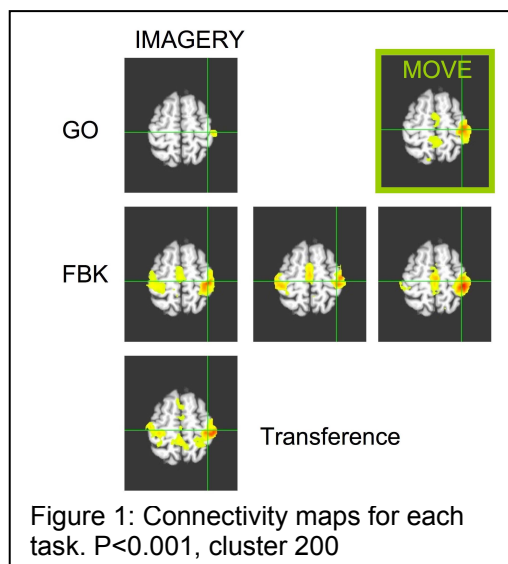 IMAGERY
MOVE
GO
FBK
Transference
Figure 1: Connectivity maps for each
task. P<0.001, cluster 200